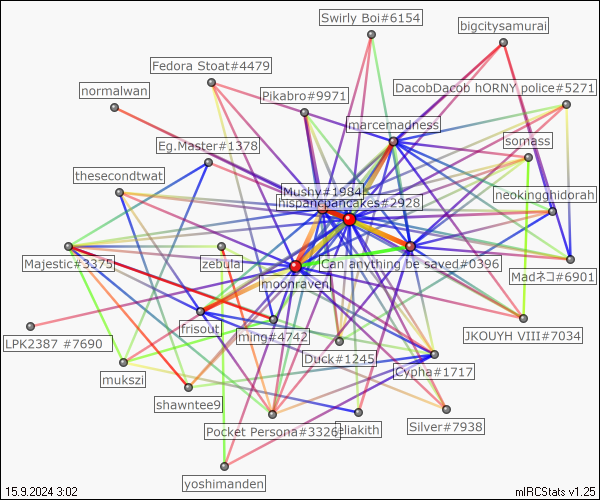 Swirly Boi#6154
bigcitysamurai
Fedora Stoat#4479
normalwan
Pikabro#9971
DacobDacob hORNY police#5271
marcemadness
Eg.Master#1378
somass
thesecondtwat
Mushy#1984
neokingghidorah
hispanicpancakes#2928
Majestic#3375
zebula
Can anything be saved#0396
Madネコ#6901
moonraven
frisout
ming#4742
JKOUYH VIII#7034
LPK2387 #7690
Duck#1245
mukszi
Cypha#1717
shawntee9
Pocket Persona#3326
eliakith
Silver#7938
yoshimanden
15.9.2024 3:02
mIRCStats v1.25